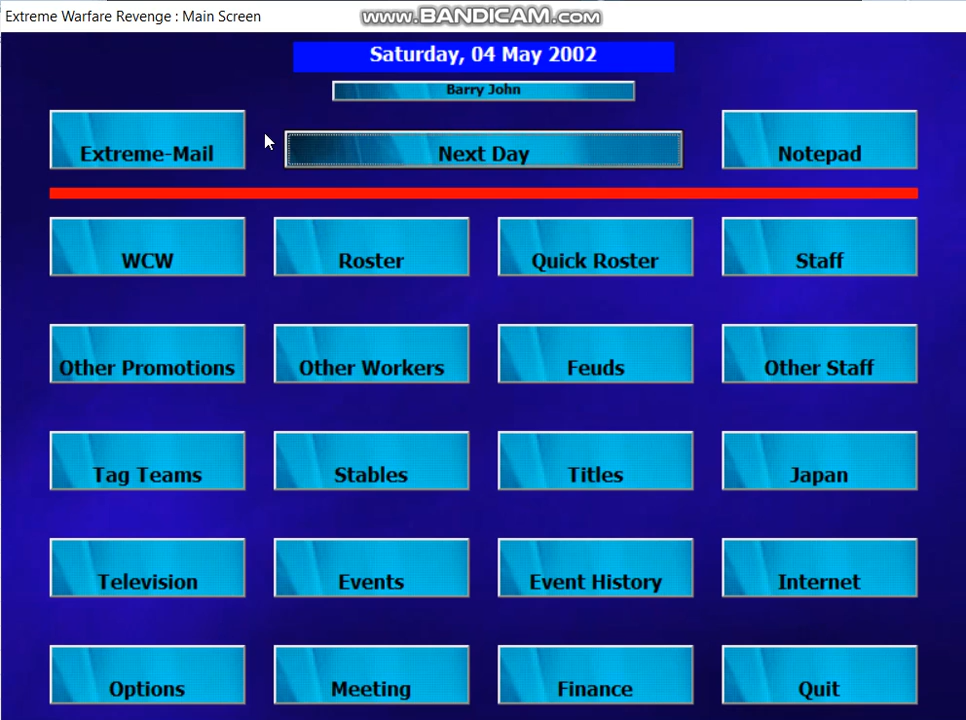 Extreme Warfare Revenge : Main Screen
www.BANDICAM.com
Saturday, 04 May 2002
Barry John
Extreme-Mail
Next Day
Notepad
WCW
Roster
Quick Roster
Staff
Other Promotions
Other Workers
Feuds
Other Staff
Tag Teams
Stables
Titles
Japan
Television
Events
Event History
Internet
Options
Meeting
Finance
Quit